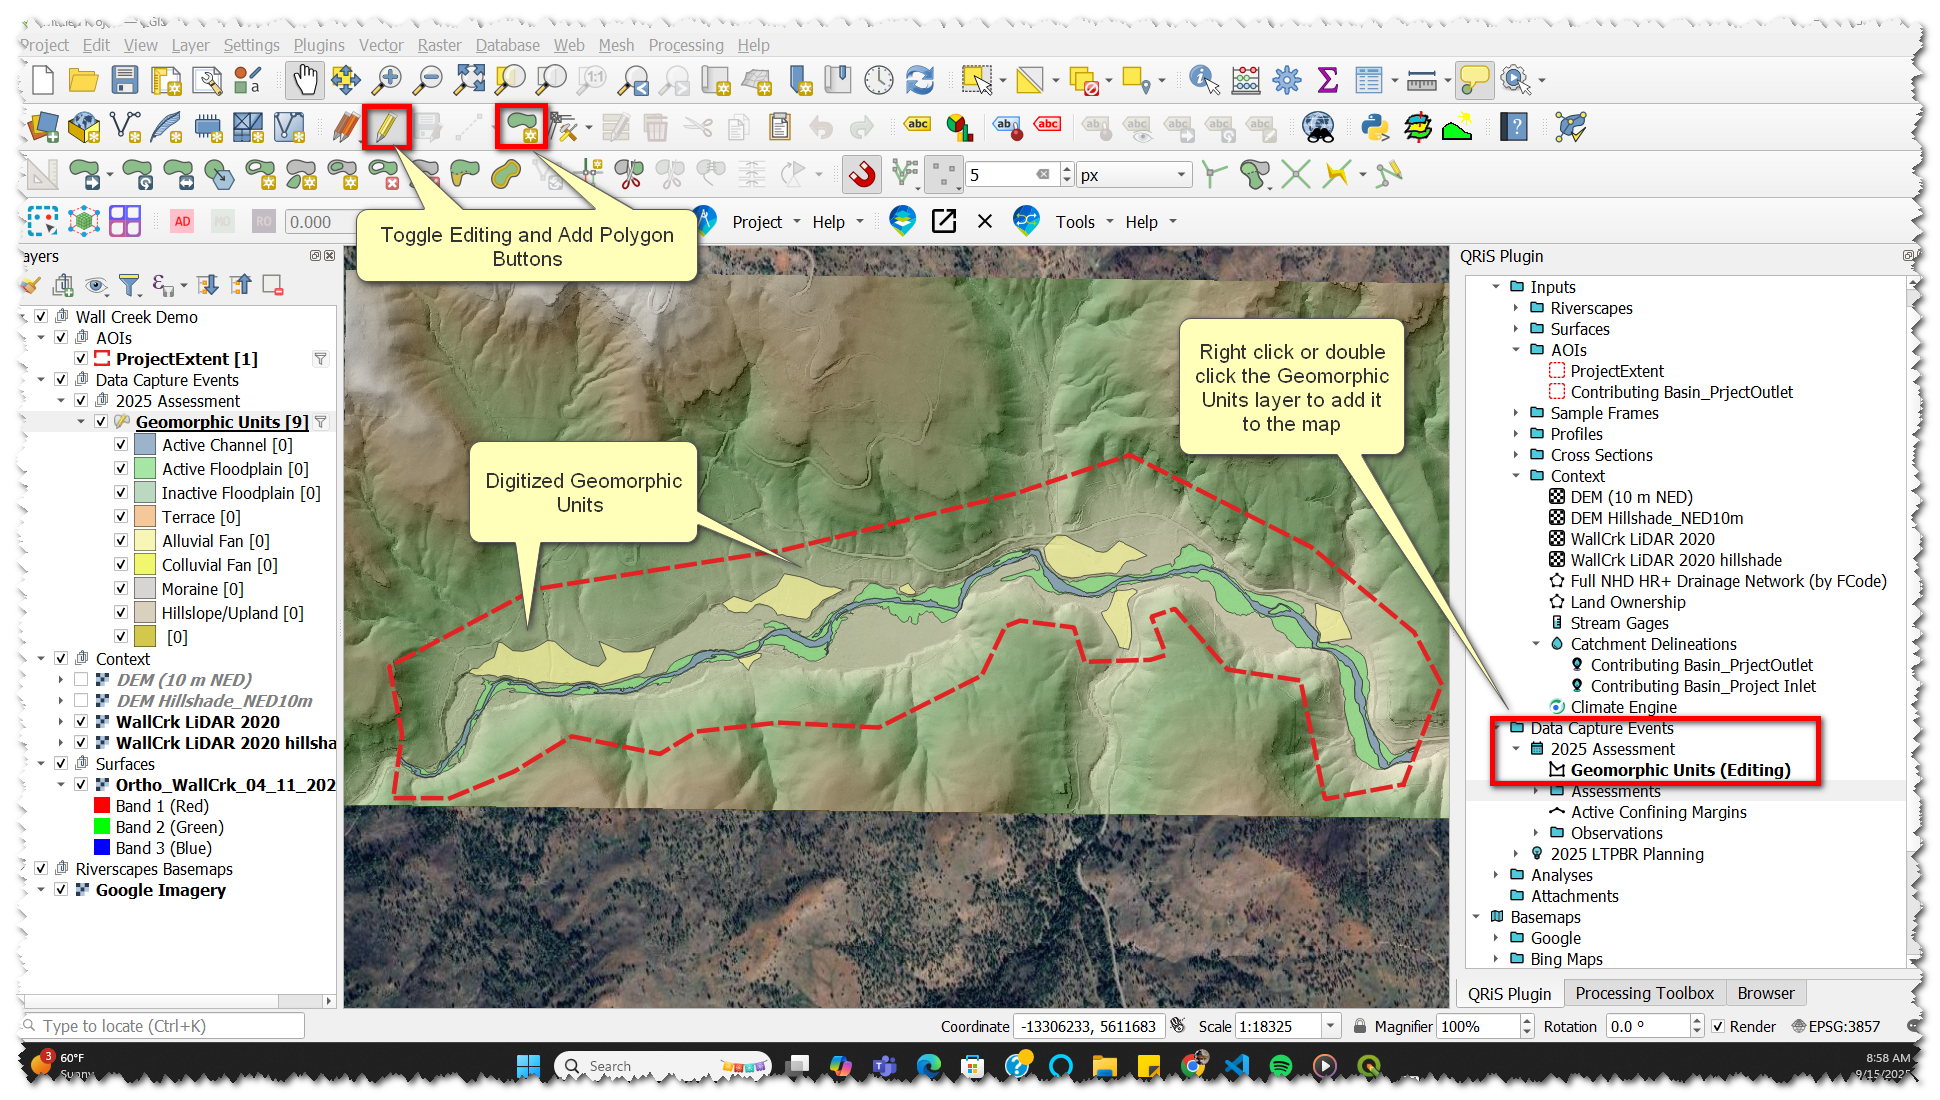 Project Edit View Layer Settings Plugins Vector Raster Database Web Mesh Processing Help
abc
ab
abc
5
px
AD
MO
RO
0.000
Project
Help
Tools
Help
Toggle Editing and Add Polygon
Buttons
ayers
Wall Creek Demo
AOIs
ProjectExtent [1]
Data Capture Events
2025 Assessment
Geomorphic Units [9]
Active Channel [0]
Active Floodplain [0]
Inactive Floodplain [0]
Terrace [0]
Alluvial Fan [0]
Colluvial Fan [0]
Moraine [0]
Hillslope/Upland [0]
[0]
Context
DEM (10 m NED)
DEM Hillshade_NED10m
WallCrk LiDAR 2020
WallCrk LiDAR 2020 hillsha
Surfaces
Ortho_WallCrk_04_11_202
Band 1 (Red)
Band 2 (Green)
Band 3 (Blue)
Riverscapes Basemaps
Google Imagery
Digitized Geomorphic
Units
Right click or double
click the Geomorphic
Units layer to add it
to the map
QRiS Plugin
Inputs
Riverscapes
Surfaces
AOIs
ProjectExtent
Contributing Basin_PrjectOutlet
Sample Frames
Profiles
Cross Sections
Context
DEM (10 m NED)
DEM Hillshade_NED10m
WallCrk LiDAR 2020
WallCrk LiDAR 2020 hillshade
Full NHD HR+ Drainage Network (by FCode)
Land Ownership
Stream Gages
Catchment Delineations
Contributing Basin_PrjectOutlet
Contributing Basin_Project Inlet
Climate Engine
Data Capture Events
2025 Assessment
Geomorphic Units (Editing)
Assessments
Active Confining Margins
Observations
2025 LTPBR Planning
Analyses
Attachments
Basemaps
Google
Bing Maps
QRiS Plugin Processing Toolbox Browser
Type to locate (Ctrl+K)
Coordinate -13306233, 5611683 Scale 1:18325 Magnifier 100% Rotation 0.0 ° Render EPSG:3857
3
60°F
Sunny
Search
8:58 AM
9/15/2025